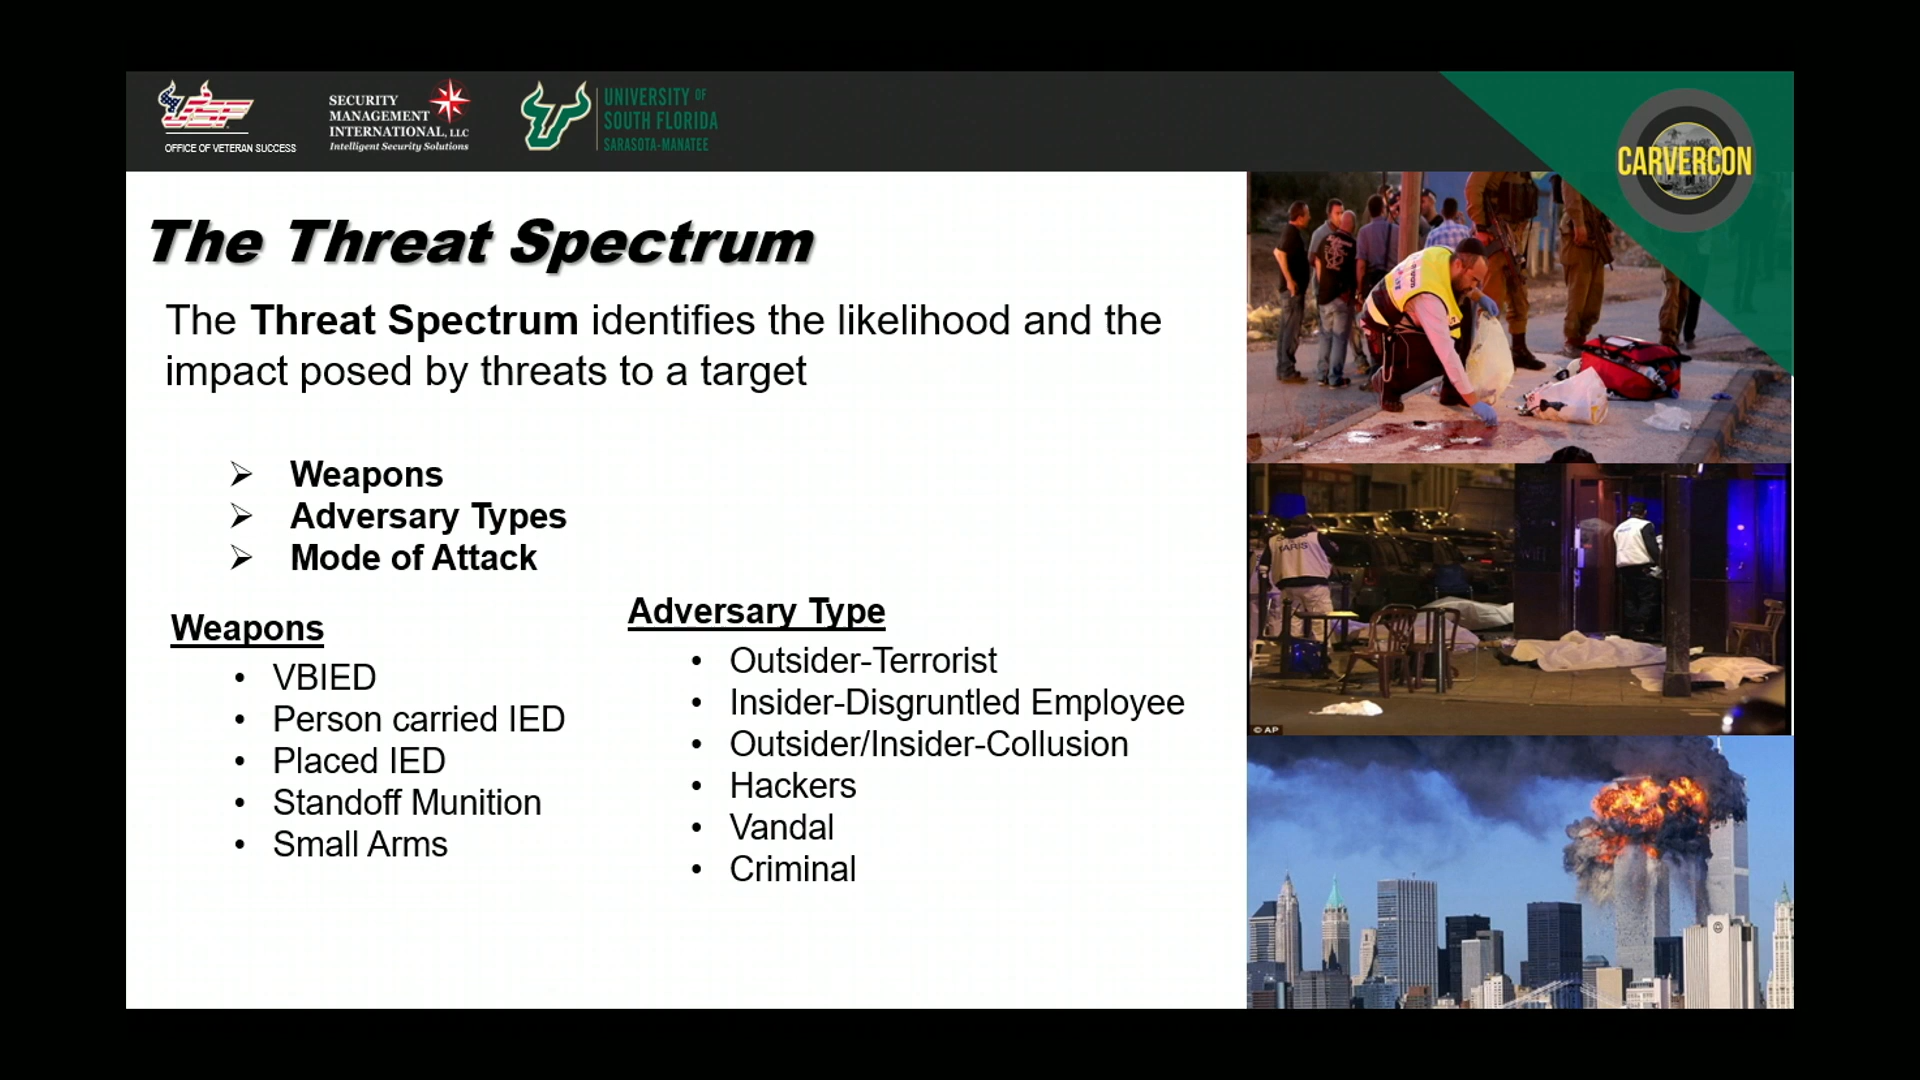 USF
OFFICE OF VETERAN SUCCESS
SECURITY
MANAGEMENT
INTERNATIONAL, LLC
Intelligent Security Solutions
UNIVERSITY OF
SOUTH FLORIDA
SARASOTA-MANATEE
CARVERCON
The Threat Spectrum
The Threat Spectrum identifies the likelihood and the
impact posed by threats to a target
➢ Weapons
➢ Adversary Types
➢ Mode of Attack
Weapons
• VBIED
• Person carried IED
• Placed IED
• Standoff Munition
• Small Arms
Adversary Type
• Outsider-Terrorist
• Insider-Disgruntled Employee
• Outsider/Insider-Collusion
• Hackers
• Vandal
• Criminal
PARIS
© AP